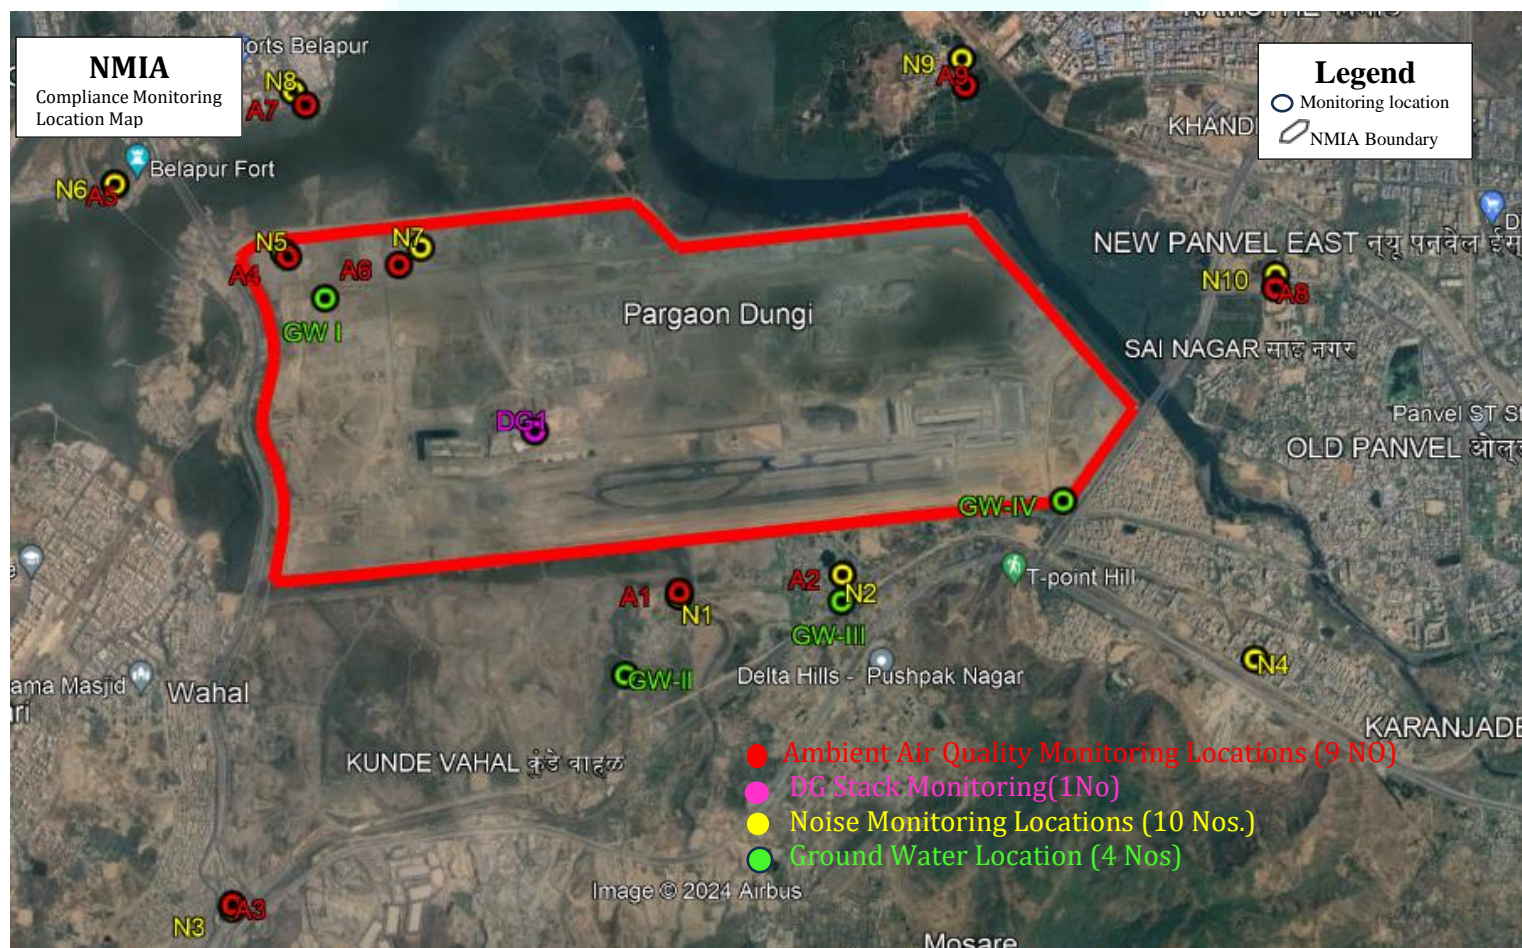 NMIA
Compliance Monitoring
Location Map
orts Belapur
N8
A7
Belapur Fort
N6
A5
N9
A9
Legend
Monitoring location
NMIA Boundary
KHAND
NEW PANVEL EAST न्यू पनवेल ईस्
N10
A8
SAI NAGAR साइ नगर
Panvel ST St
OLD PANVEL
N5
A4
N7
A6
GW I
Pargaon Dungi
DG1
GW-IV
T-point Hill
A1
N1
A2
N2
GW-III
GW-II
Delta Hills - Pushpak Nagar
N4
KARANJADE
ama Masjid
Wahal
KUNDE VAHAL कुंडे वाहळ
Ambient Air Quality Monitoring Locations (9 NO)
DG Stack Monitoring(1No)
Noise Monitoring Locations (10 Nos.)
Ground Water Location (4 Nos)
Image © 2024 Airbus
A3
N3
Mosare